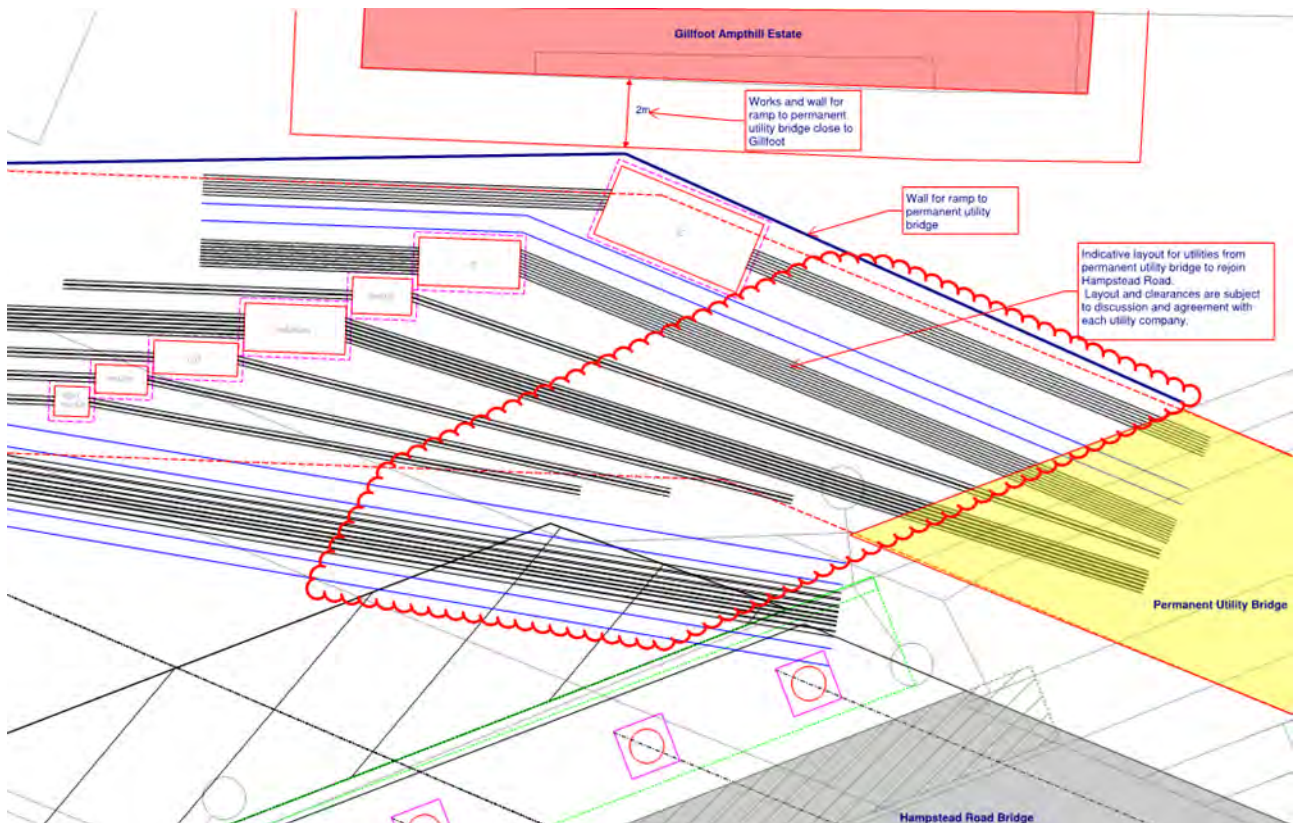 Gillfoot Ampthill Estate
2m
Works and wall for
ramp to permanent
utility bridge close to
Gillfoot
Wall for ramp to
permanent utility
bridge
Indicative layout for utilities from
permanent utility bridge to rejoin
Hampstead Road.
Layout and clearances are subject
to discussion and agreement with
each utility company.
Permanent Utility Bridge
Hampstead Road Bridge